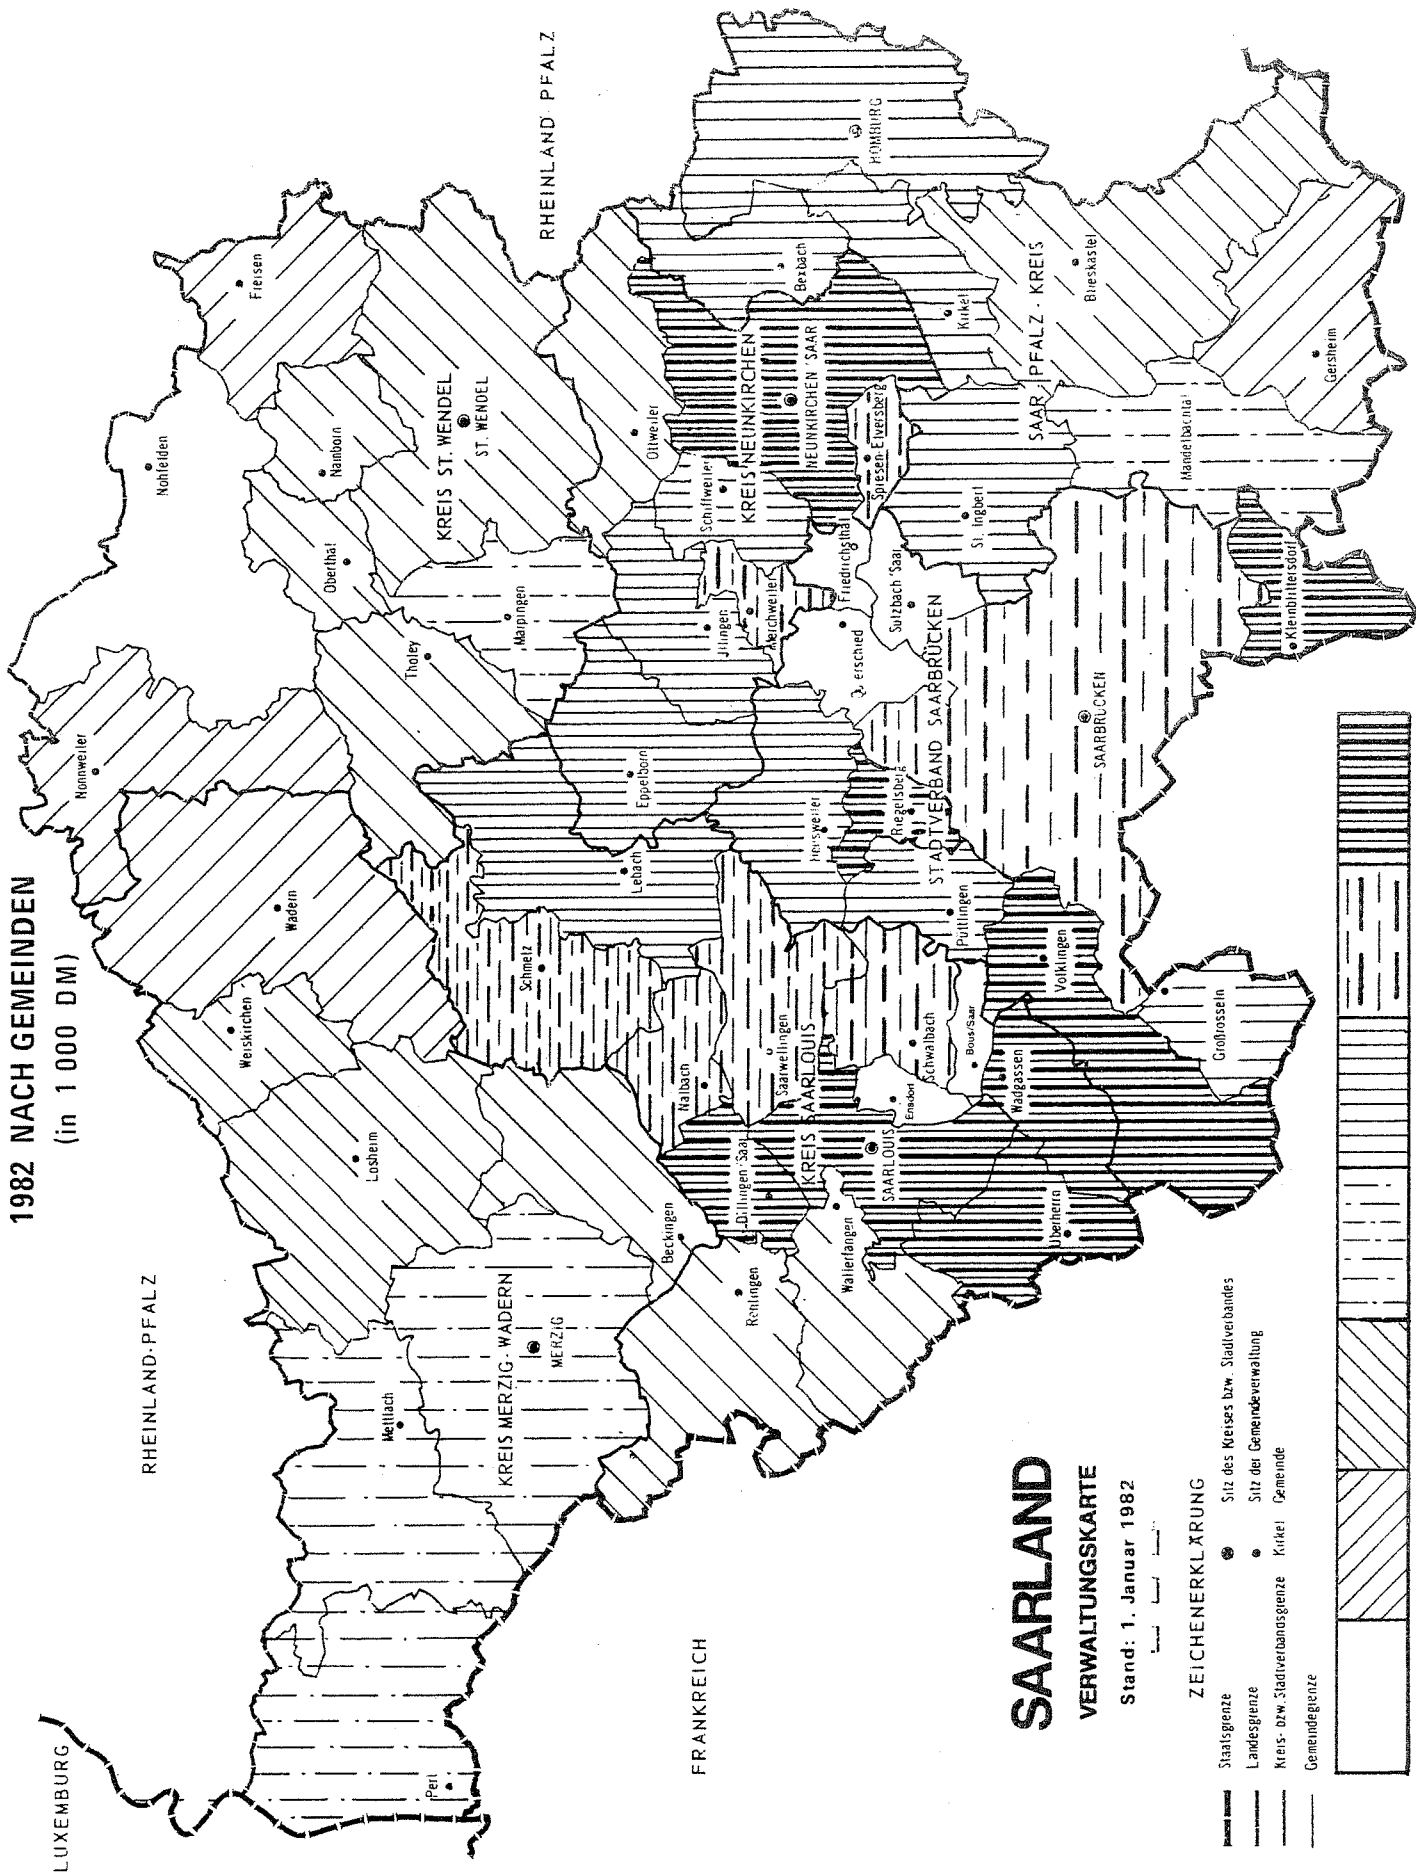 1982 NACH GEMEINDEN
(in 1 000 DM)
LUXEMBURG
RHEINLAND-PFALZ
RHEINLAND-PFALZ
FRANKREICH
Nonnweiler
Nohfelden
Freisen
Wadern
Weiskirchen
Losheim
Mettlach
Perl
KREIS MERZIG-WADERN
MERZIG
Beckingen
Oberthal
Namborn
Tholey
Marpingen
KREIS ST. WENDEL
ST. WENDEL
Schmelz
Lebach
Eppelborn
Illingen
Merchweiler
Schiffweiler
Ottweiler
KREIS NEUNKIRCHEN
NEUNKIRCHEN/SAAR
Spiesen-Elversberg
Bexbach
HOMBURG
Kirkel
SAAR-PFALZ-KREIS
Blieskastel
Gersheim
Mandelbachtal
St. Ingbert
Nalbach
Saarwellingen
Dillingen/Saar
KREIS SAARLOUIS
SAARLOUIS
Rehlingen
Wallerfangen
Überherrn
Wadgassen
Ensdorf
Schwalbach
Bous/Saar
Heusweiler
Riegelsberg
Püttlingen
Völklingen
Großrosseln
STADTVERBAND SAARBRÜCKEN
SAARBRÜCKEN
Friedrichsthal
Sulzbach/Saar
Kleinblittersdorf
SAARLAND
VERWALTUNGSKARTE
Stand: 1. Januar 1982
ZEICHENERKLÄRUNG
Staatsgrenze
Landesgrenze
Kreis- bzw. Stadtverbandsgrenze
Gemeindegrenze
Sitz des Kreises bzw. Stadtverbandes
Sitz der Gemeindeverwaltung
Kirkel Gemeinde